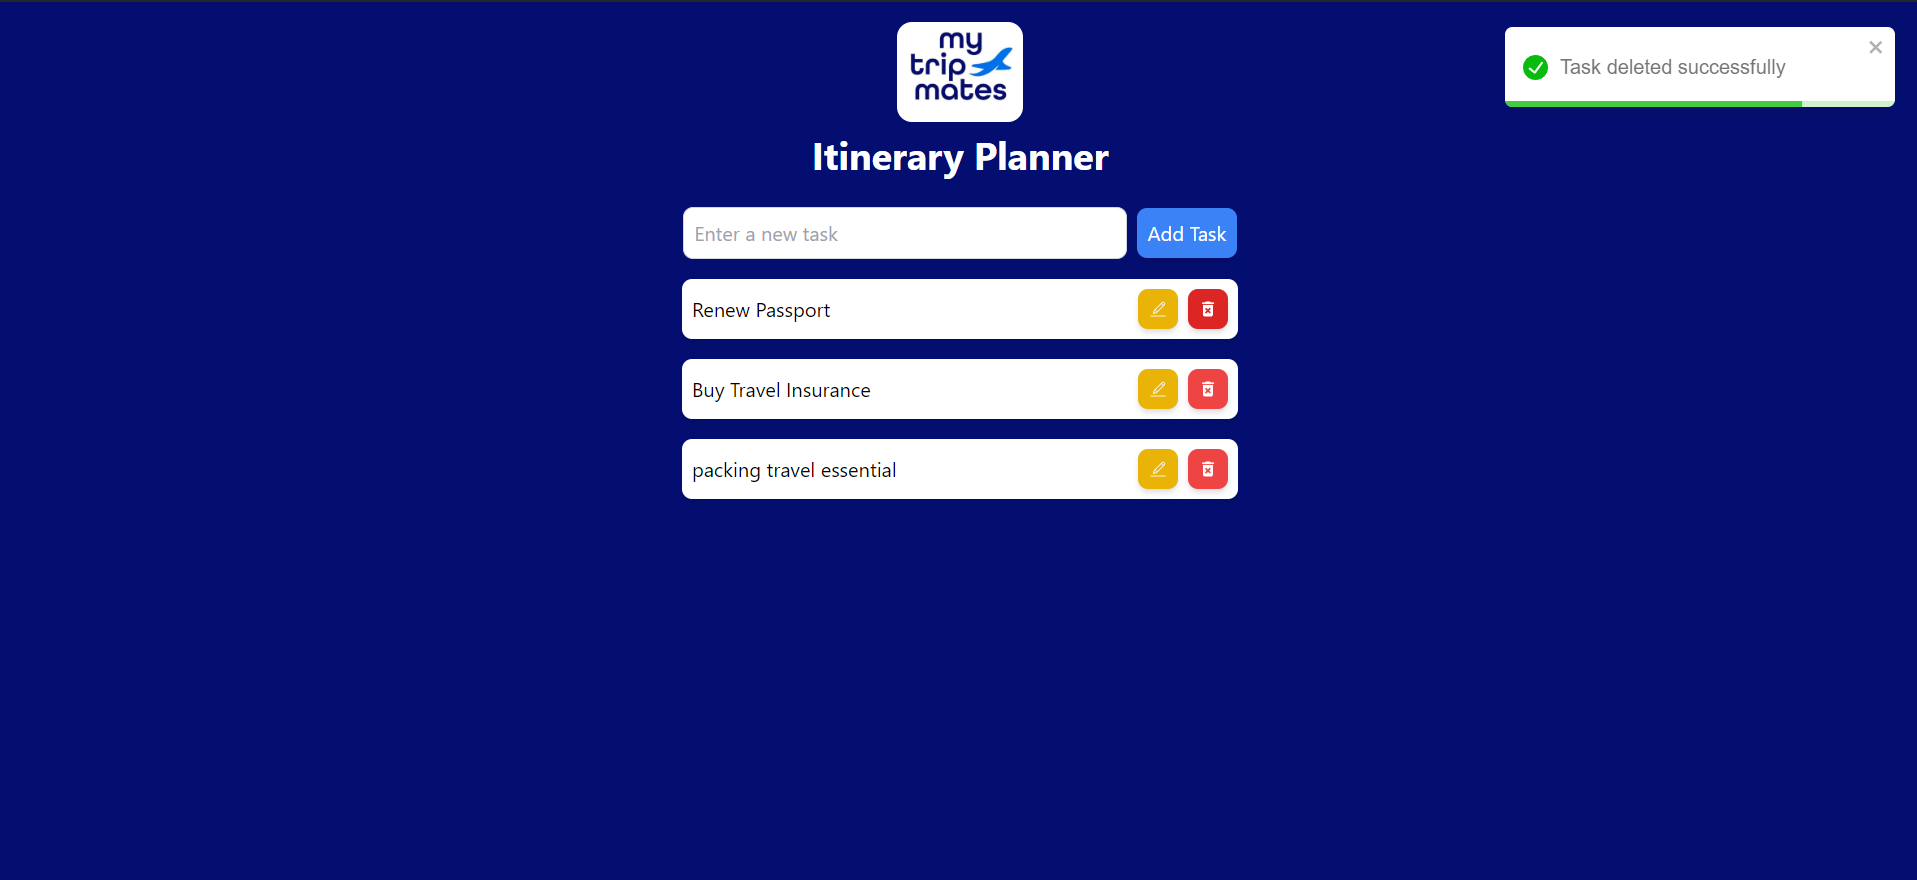 my
trip
mates
Task deleted successfully
Itinerary Planner
Enter a new task
Add Task
Renew Passport
Buy Travel Insurance
packing travel essential